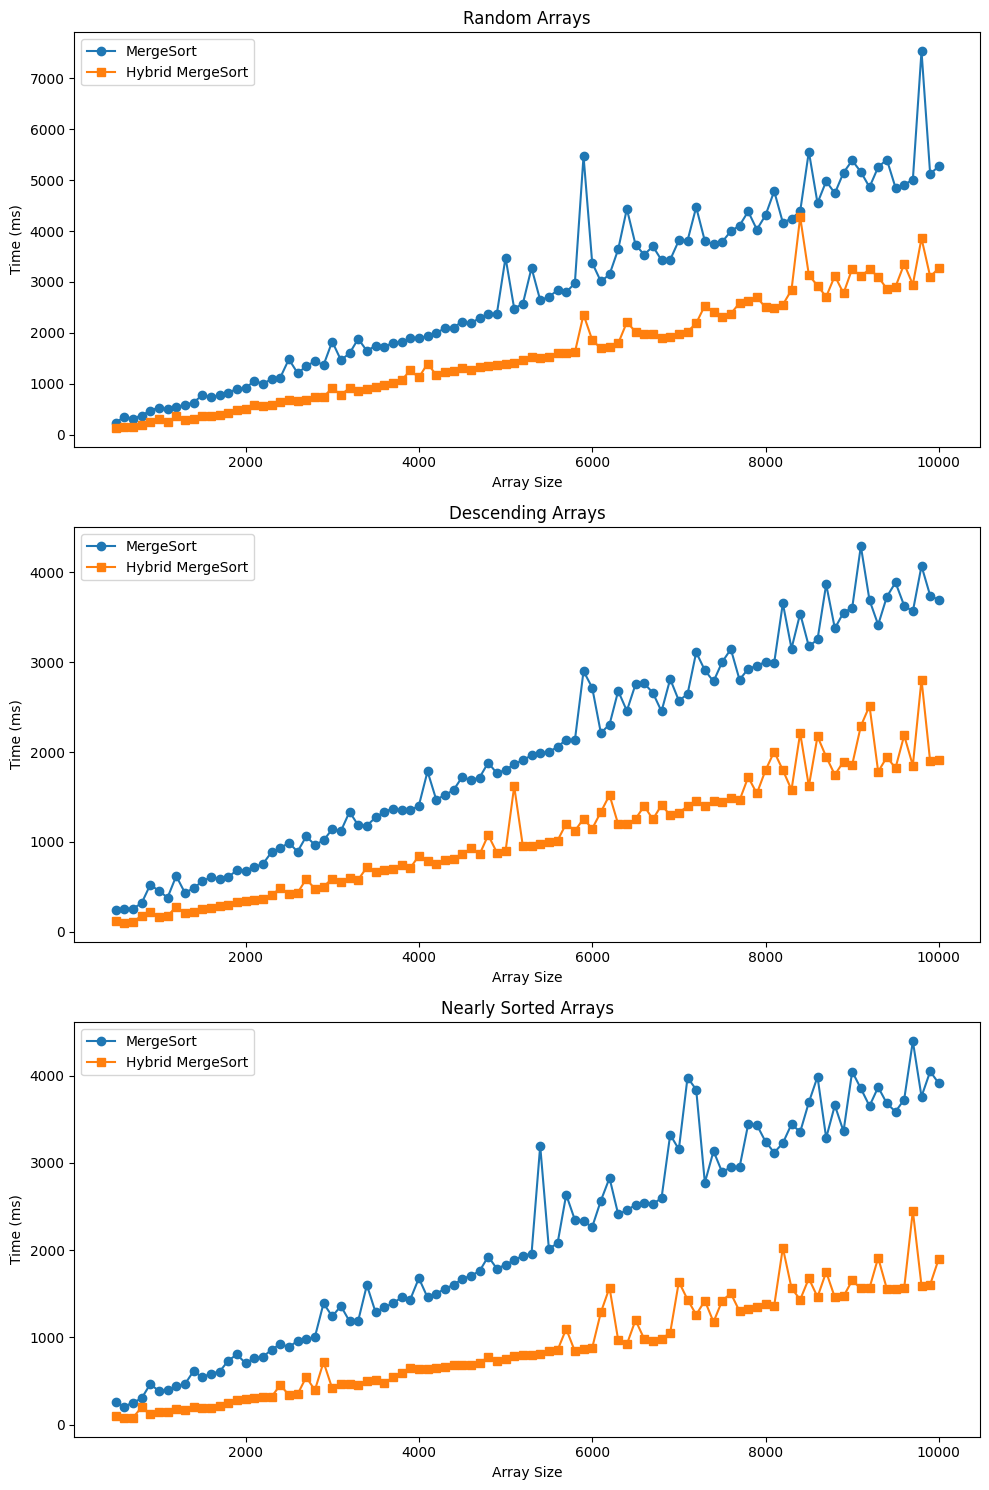 Random Arrays
MergeSort
Hybrid MergeSort
7000
6000
5000
4000
3000
2000
1000
0
Time (ms)
2000 4000 6000 8000 10000
Array Size
Descending Arrays
MergeSort
Hybrid MergeSort
4000
3000
2000
1000
0
Time (ms)
2000 4000 6000 8000 10000
Array Size
Nearly Sorted Arrays
MergeSort
Hybrid MergeSort
4000
3000
2000
1000
0
Time (ms)
2000 4000 6000 8000 10000
Array Size